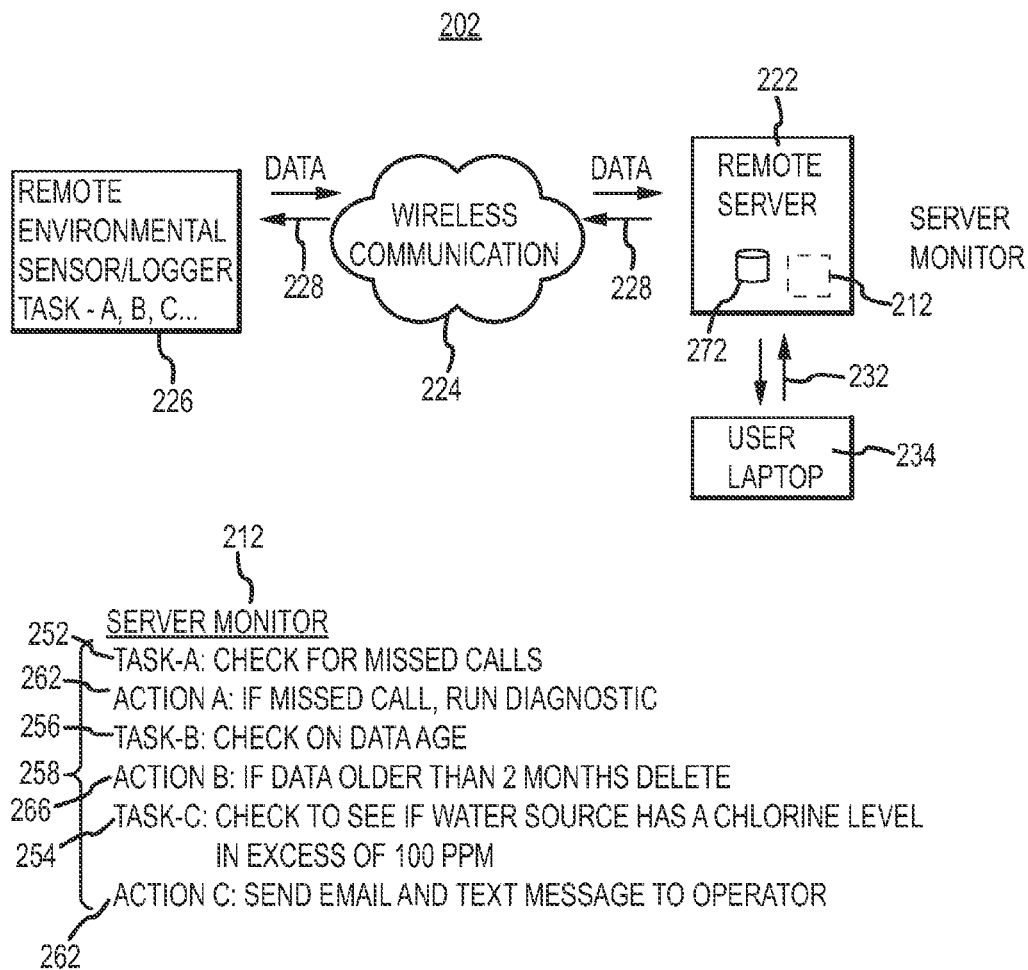 202
222
DATA
DATA
REMOTE
SERVER
REMOTE
ENVIRONMENTAL
SENSOR/LOGGER
TASK - A, B, C...
WIRELESS
COMMUNICATION
SERVER
MONITOR
228
228
212
272
226
224
232
USER
LAPTOP
234
212
SERVER MONITOR
252
TASK-A: CHECK FOR MISSED CALLS
262
ACTION A: IF MISSED CALL, RUN DIAGNOSTIC
256
TASK-B: CHECK ON DATA AGE
258
ACTION B: IF DATA OLDER THAN 2 MONTHS DELETE
266
TASK-C: CHECK TO SEE IF WATER SOURCE HAS A CHLORINE LEVEL
254
IN EXCESS OF 100 PPM
ACTION C: SEND EMAIL AND TEXT MESSAGE TO OPERATOR
262